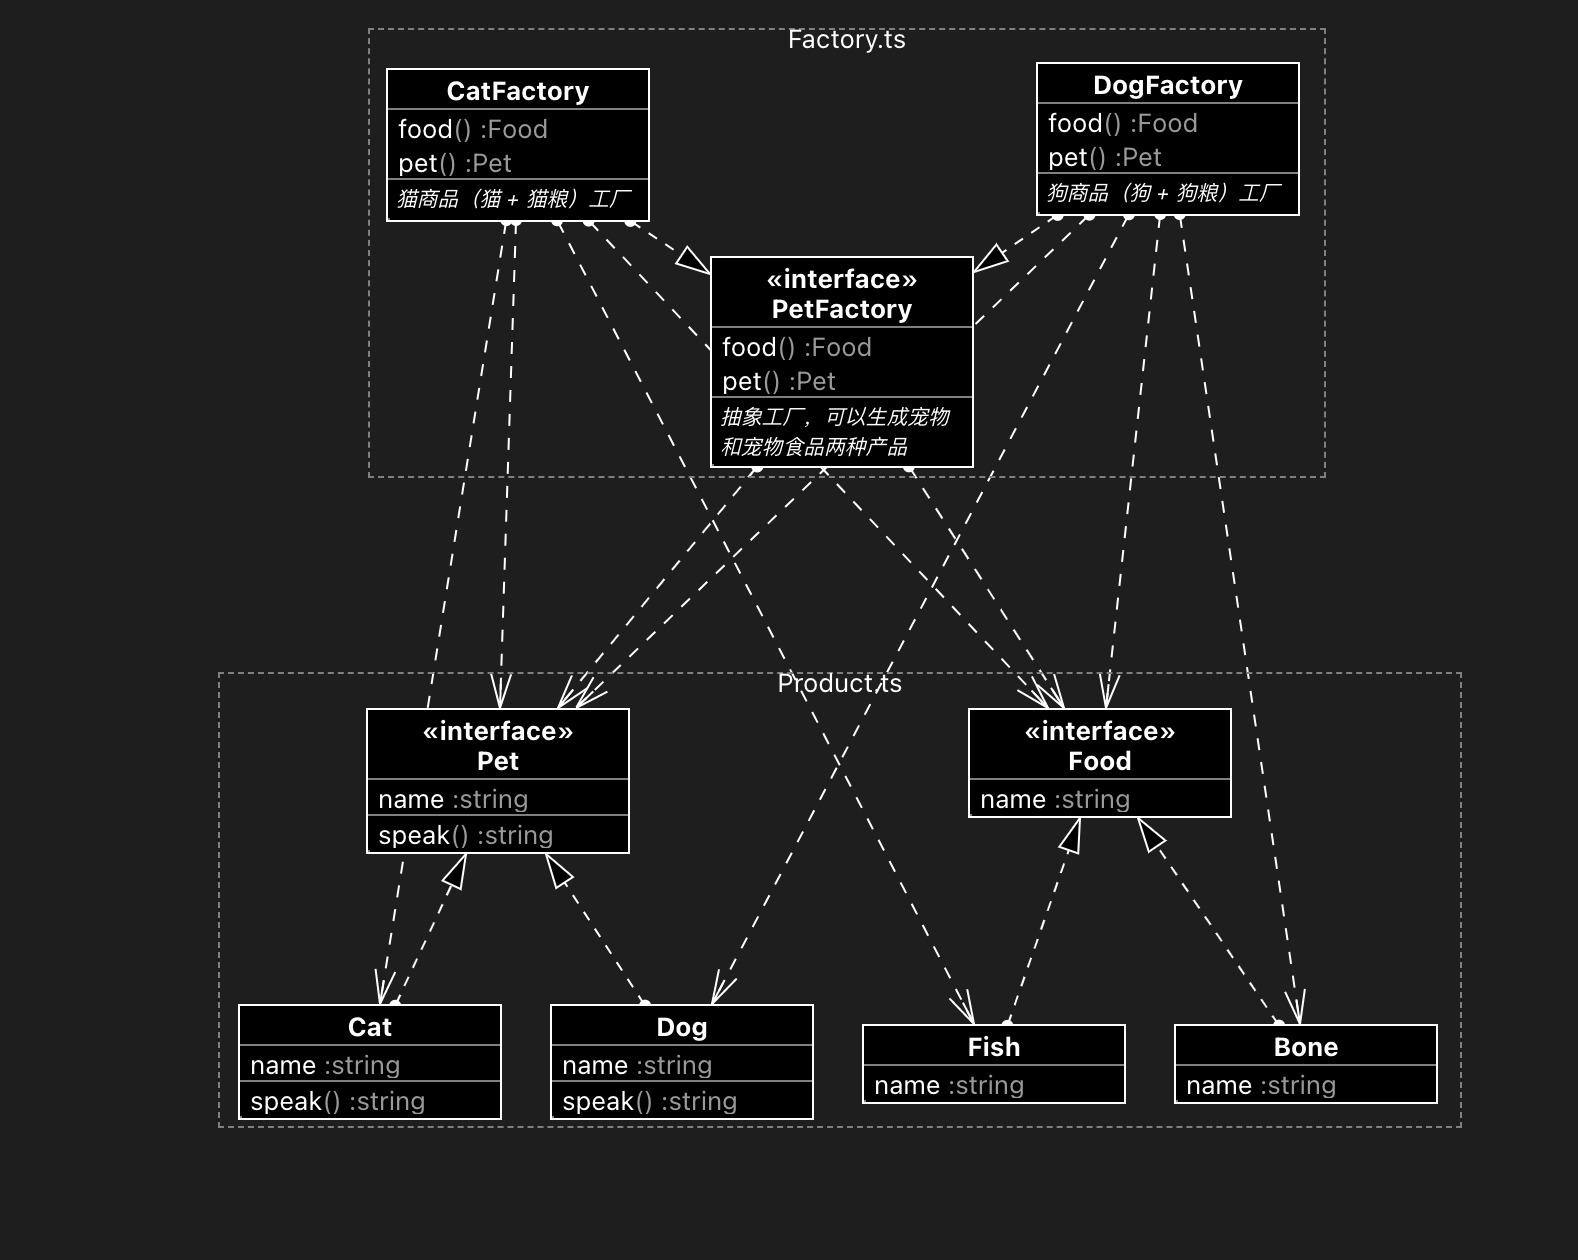 Factory.ts
CatFactory
food() :Food
pet() :Pet
猫商品（猫 + 猫粮）工厂
DogFactory
food() :Food
pet() :Pet
狗商品（狗 + 狗粮）工厂
«interface»
PetFactory
food() :Food
pet() :Pet
抽象工厂，可以生成宠物
和宠物食品两种产品
Product.ts
«interface»
Pet
name :string
speak() :string
«interface»
Food
name :string
Cat
name :string
speak() :string
Dog
name :string
speak() :string
Fish
name :string
Bone
name :string